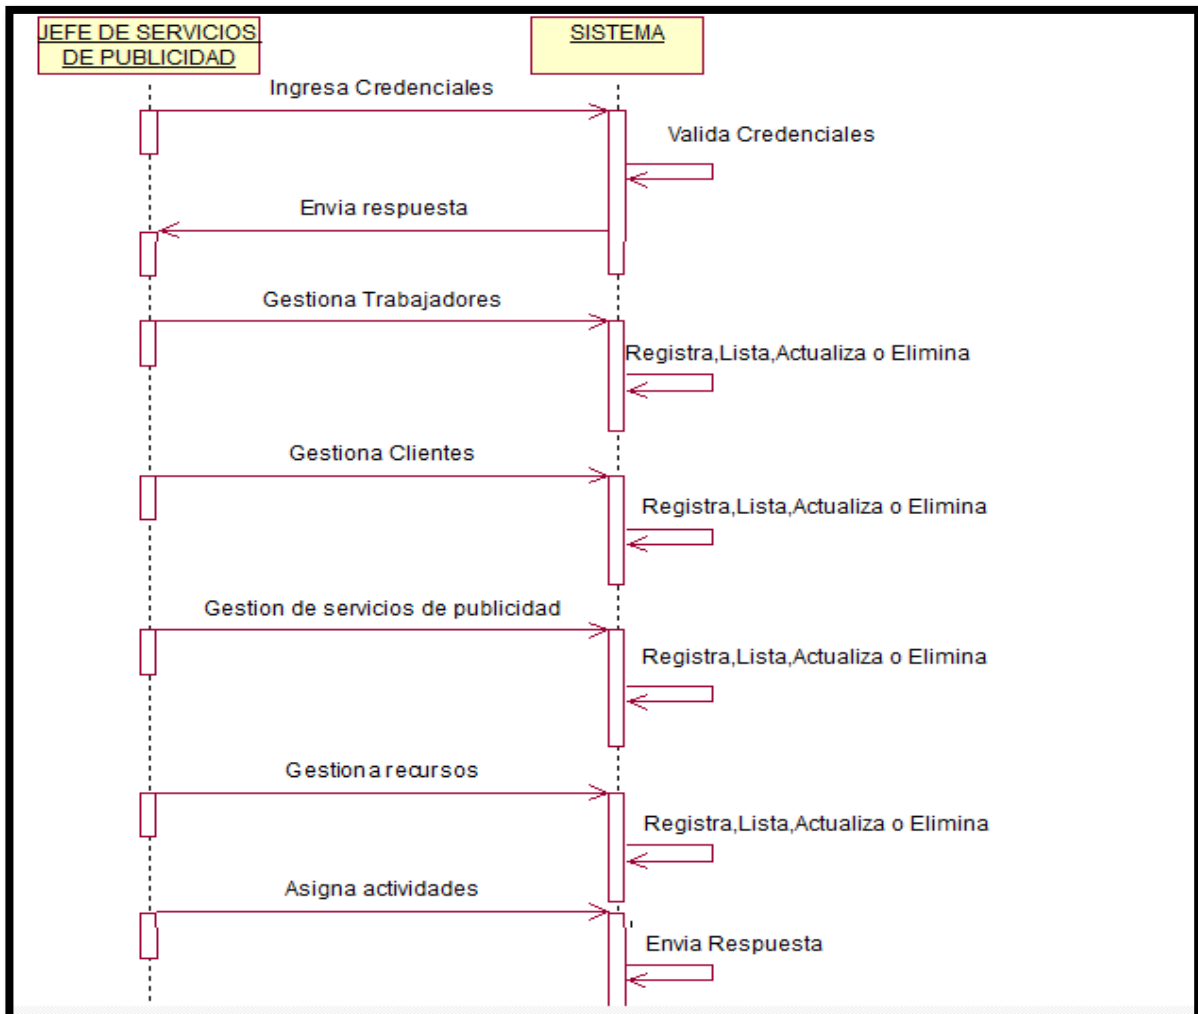 JEFE DE SERVICIOS
DE PUBLICIDAD
SISTEMA
Ingresa Credenciales
Valida Credenciales
Envia respuesta
Gestiona Trabajadores
Registra,Lista,Actualiza o Elimina
Gestiona Clientes
Registra,Lista,Actualiza o Elimina
Gestion de servicios de publicidad
Registra,Lista,Actualiza o Elimina
Gestiona recursos
Registra,Lista,Actualiza o Elimina
Asigna actividades
Envia Respuesta